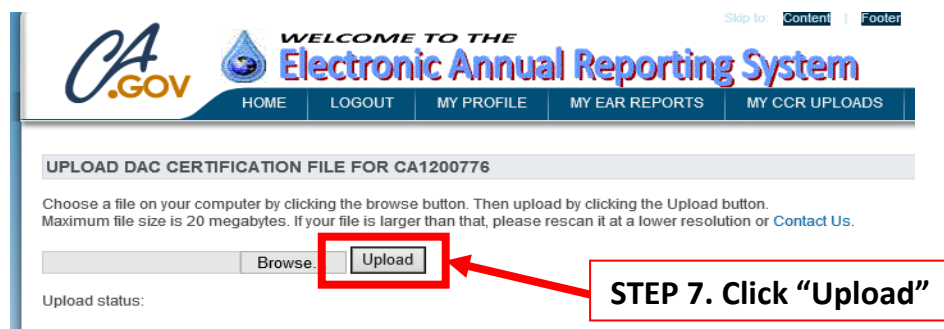 Skip to: Content | Footer
CA.GOV
WELCOME TO THE
Electronic Annual Reporting System
HOME LOGOUT MY PROFILE MY EAR REPORTS MY CCR UPLOADS
UPLOAD DAC CERTIFICATION FILE FOR CA1200776
Choose a file on your computer by clicking the browse button. Then upload by clicking the Upload button.
Maximum file size is 20 megabytes. If your file is larger than that, please rescan it at a lower resolution or Contact Us.
Browse. Upload
Upload status:
STEP 7. Click “Upload”